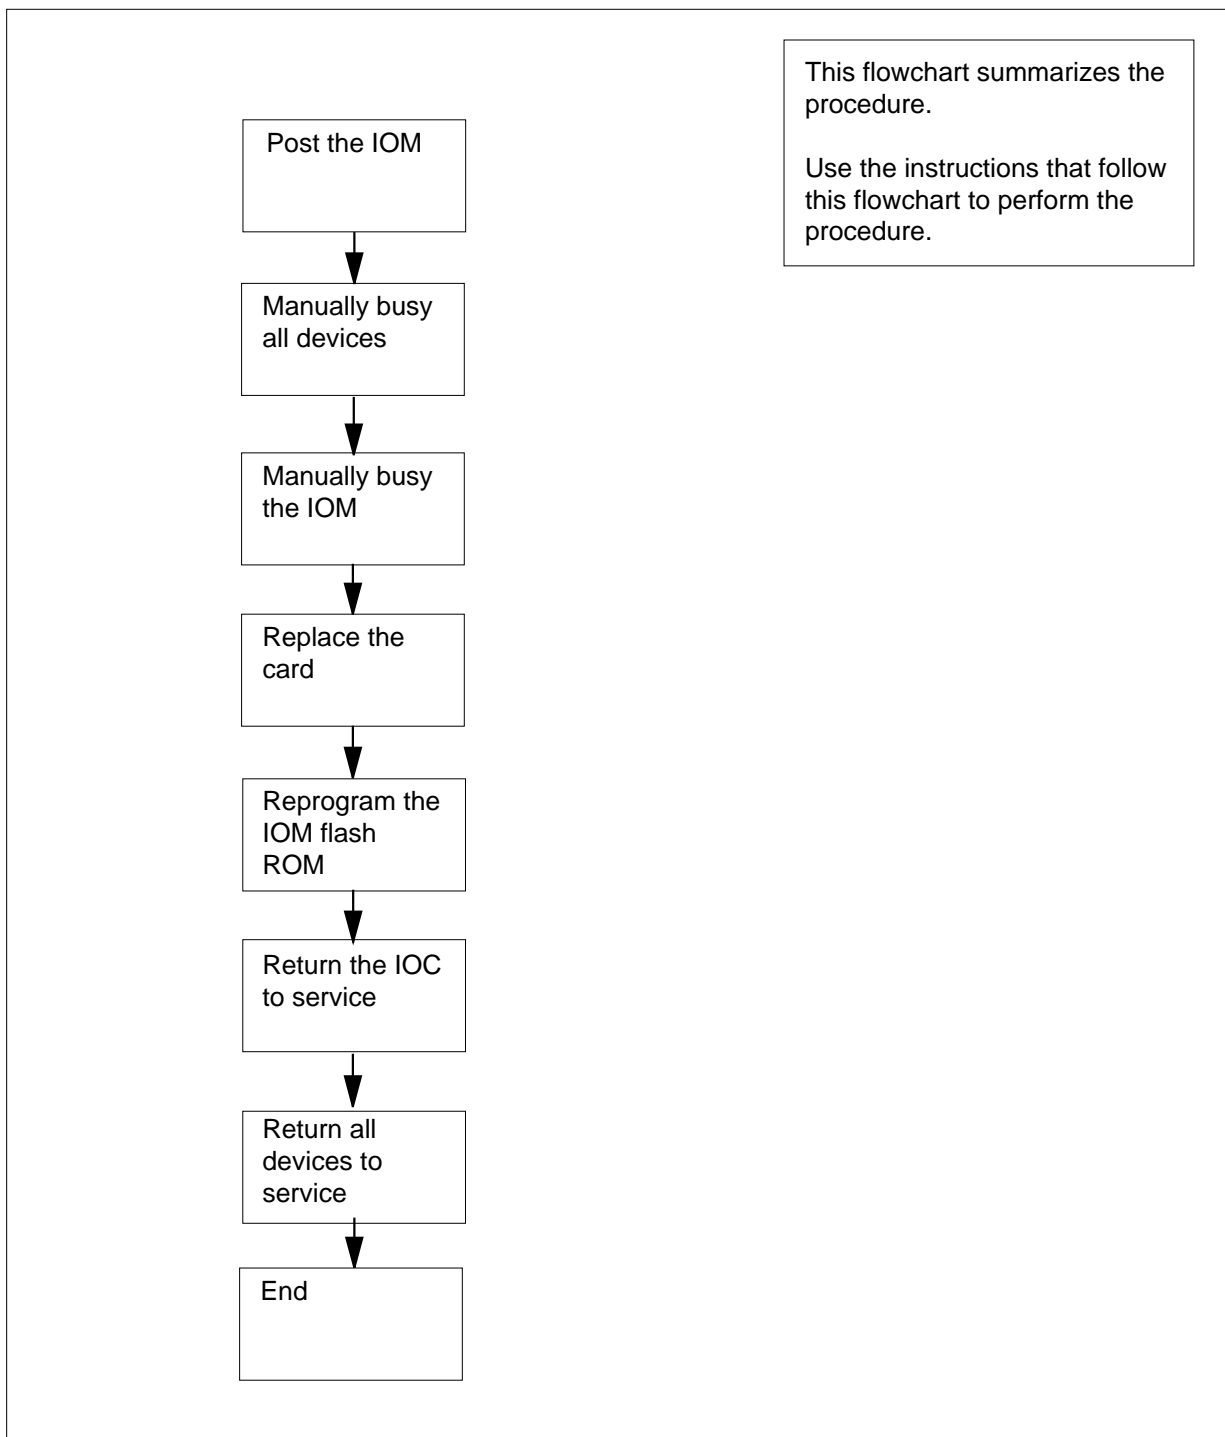 This flowchart summarizes the
procedure.
Use the instructions that follow
this flowchart to perform the
procedure.
Post the IOM
Manually busy
all devices
Manually busy
the IOM
Replace the
card
Reprogram the
IOM flash
ROM
Return the IOC
to service
Return all
devices to
service
End